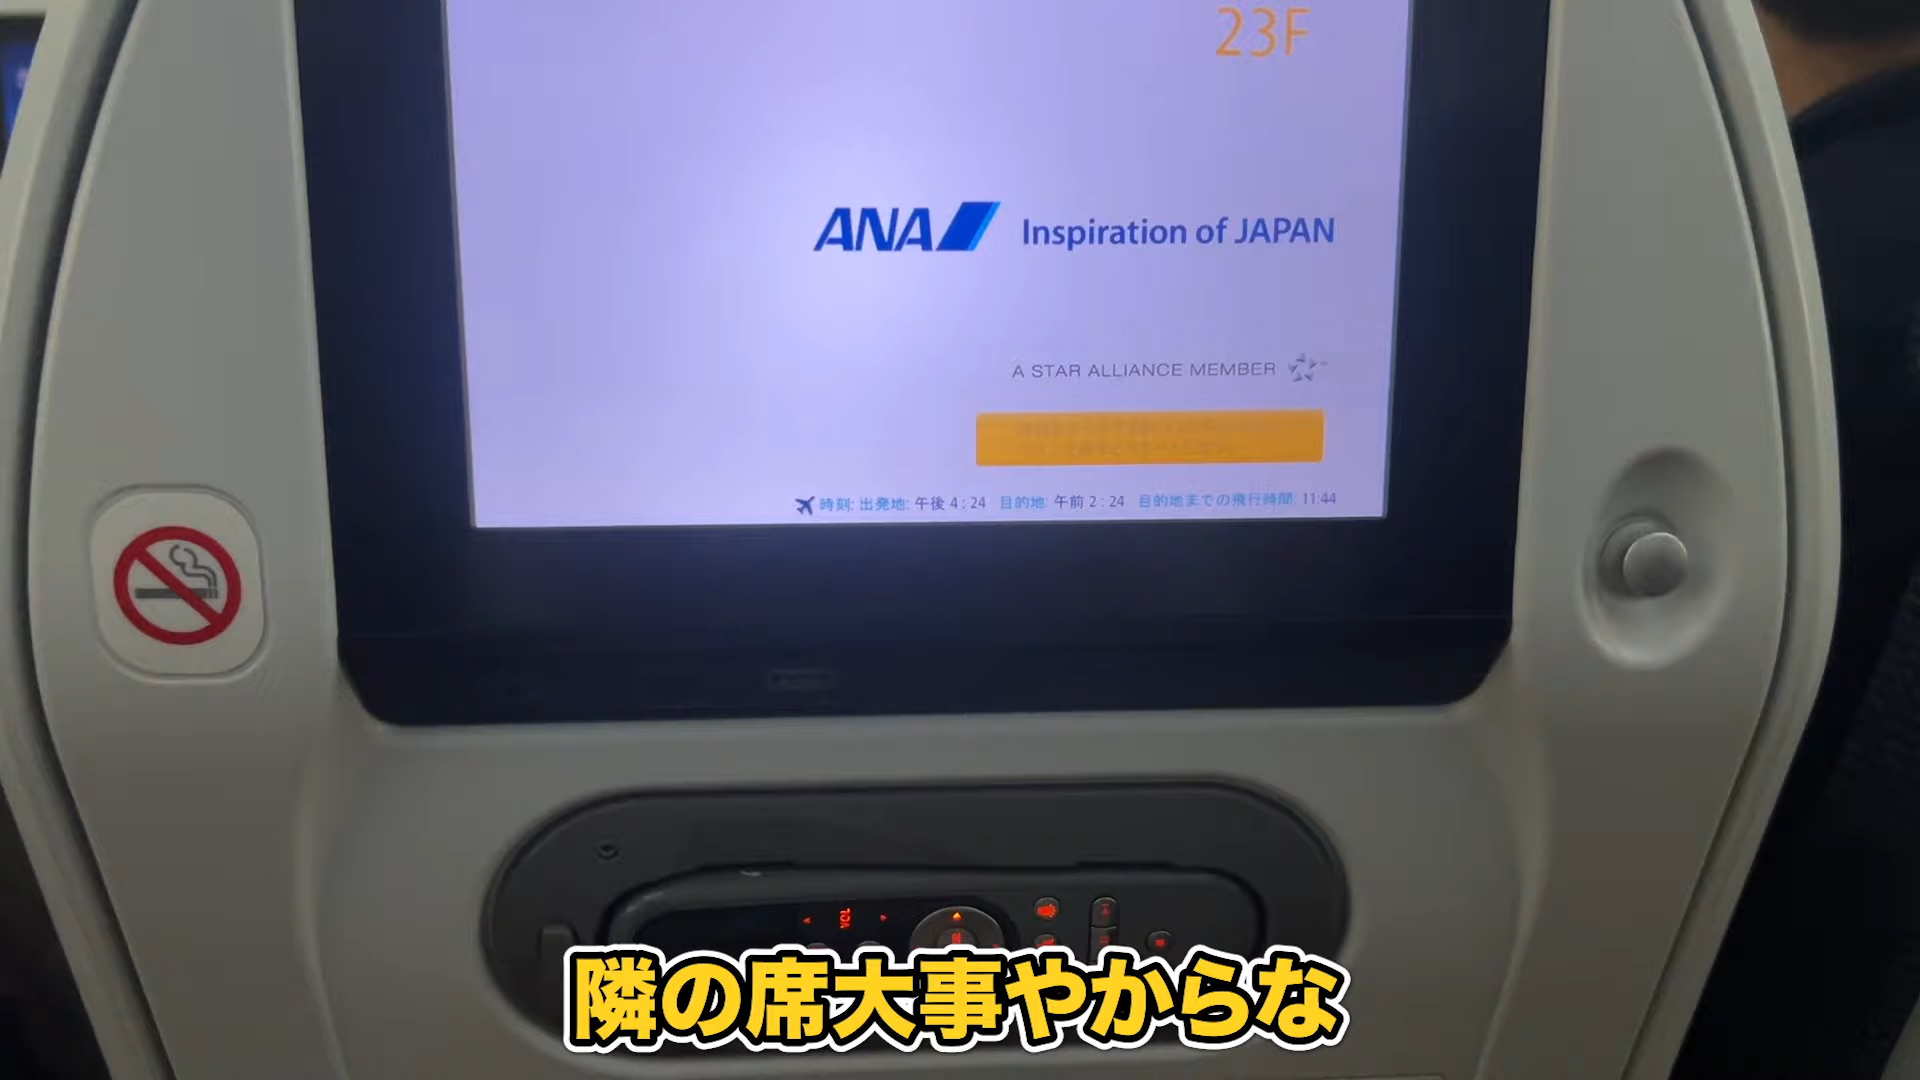 23F
ANA Inspiration of JAPAN
A STAR ALLIANCE MEMBER
時刻: 出発地: 午後 4 : 24 目的地: 午前 2 : 24 目的地までの飛行時間: 11:44
VOL
隣の席大事やからな